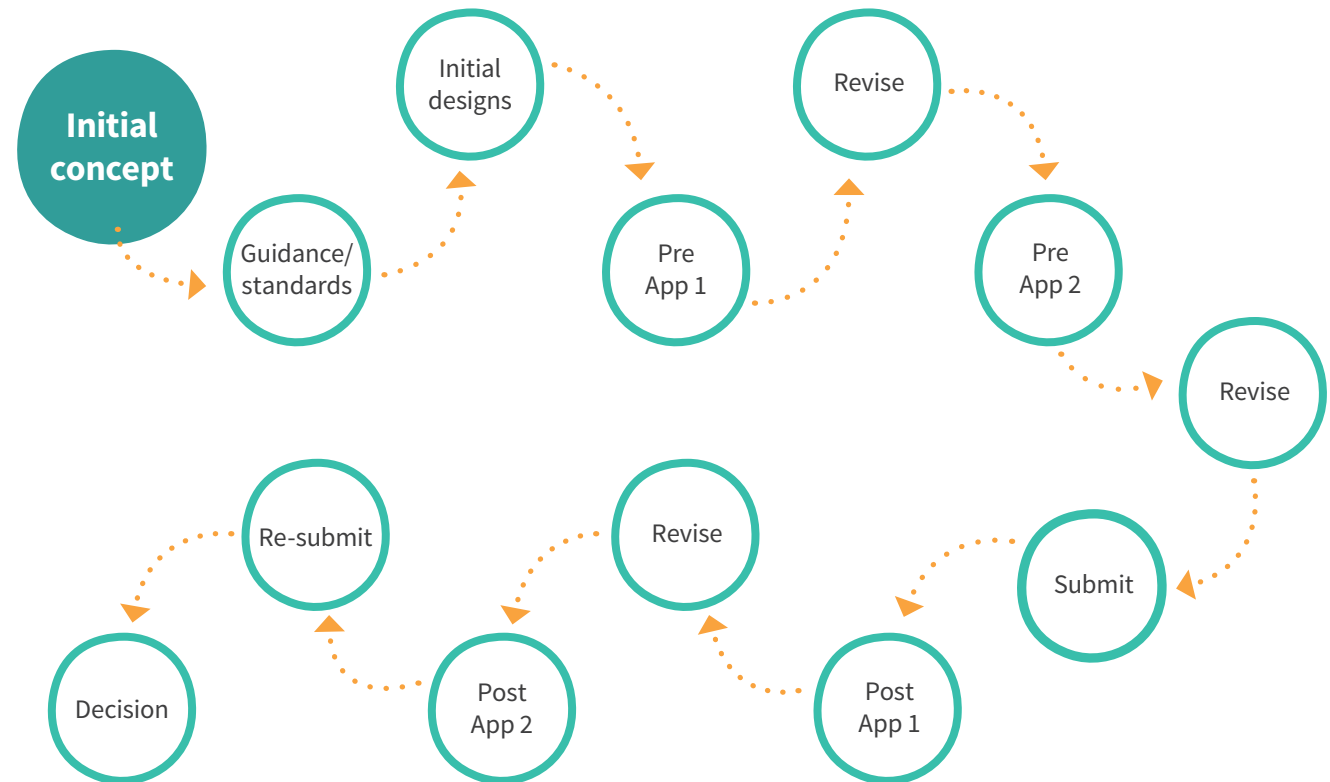 Initial
concept
Guidance/
standards
Initial
designs
Pre
App 1
Revise
Pre
App 2
Revise
Submit
Post
App 1
Revise
Post
App 2
Re-submit
Decision